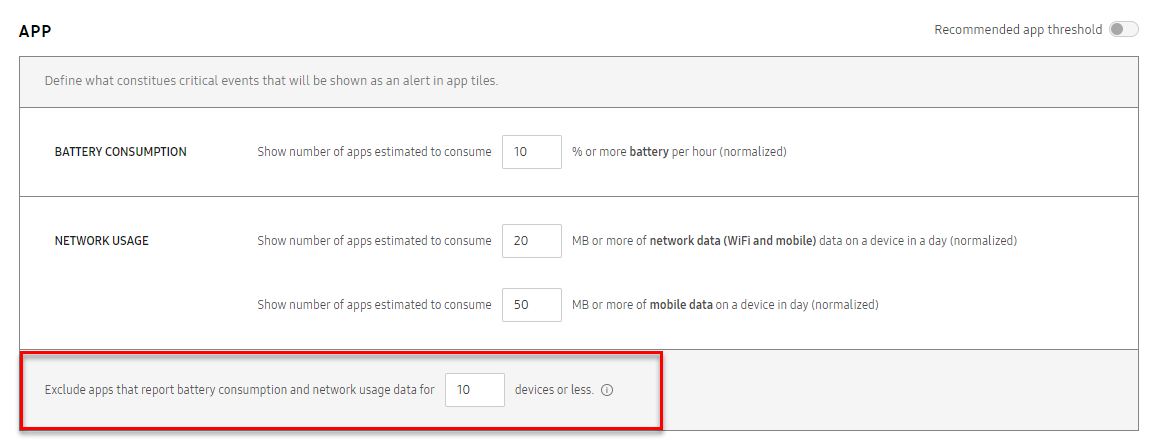 APP
Recommended app threshold
Define what constitues critical events that will be shown as an alert in app tiles.
BATTERY CONSUMPTION Show number of apps estimated to consume 10 % or more battery per hour (normalized)
NETWORK USAGE Show number of apps estimated to consume 20 MB or more of network data (WiFi and mobile) data on a device in a day (normalized)
Show number of apps estimated to consume 50 MB or more of mobile data on a device in day (normalized)
Exclude apps that report battery consumption and network usage data for 10 devices or less.